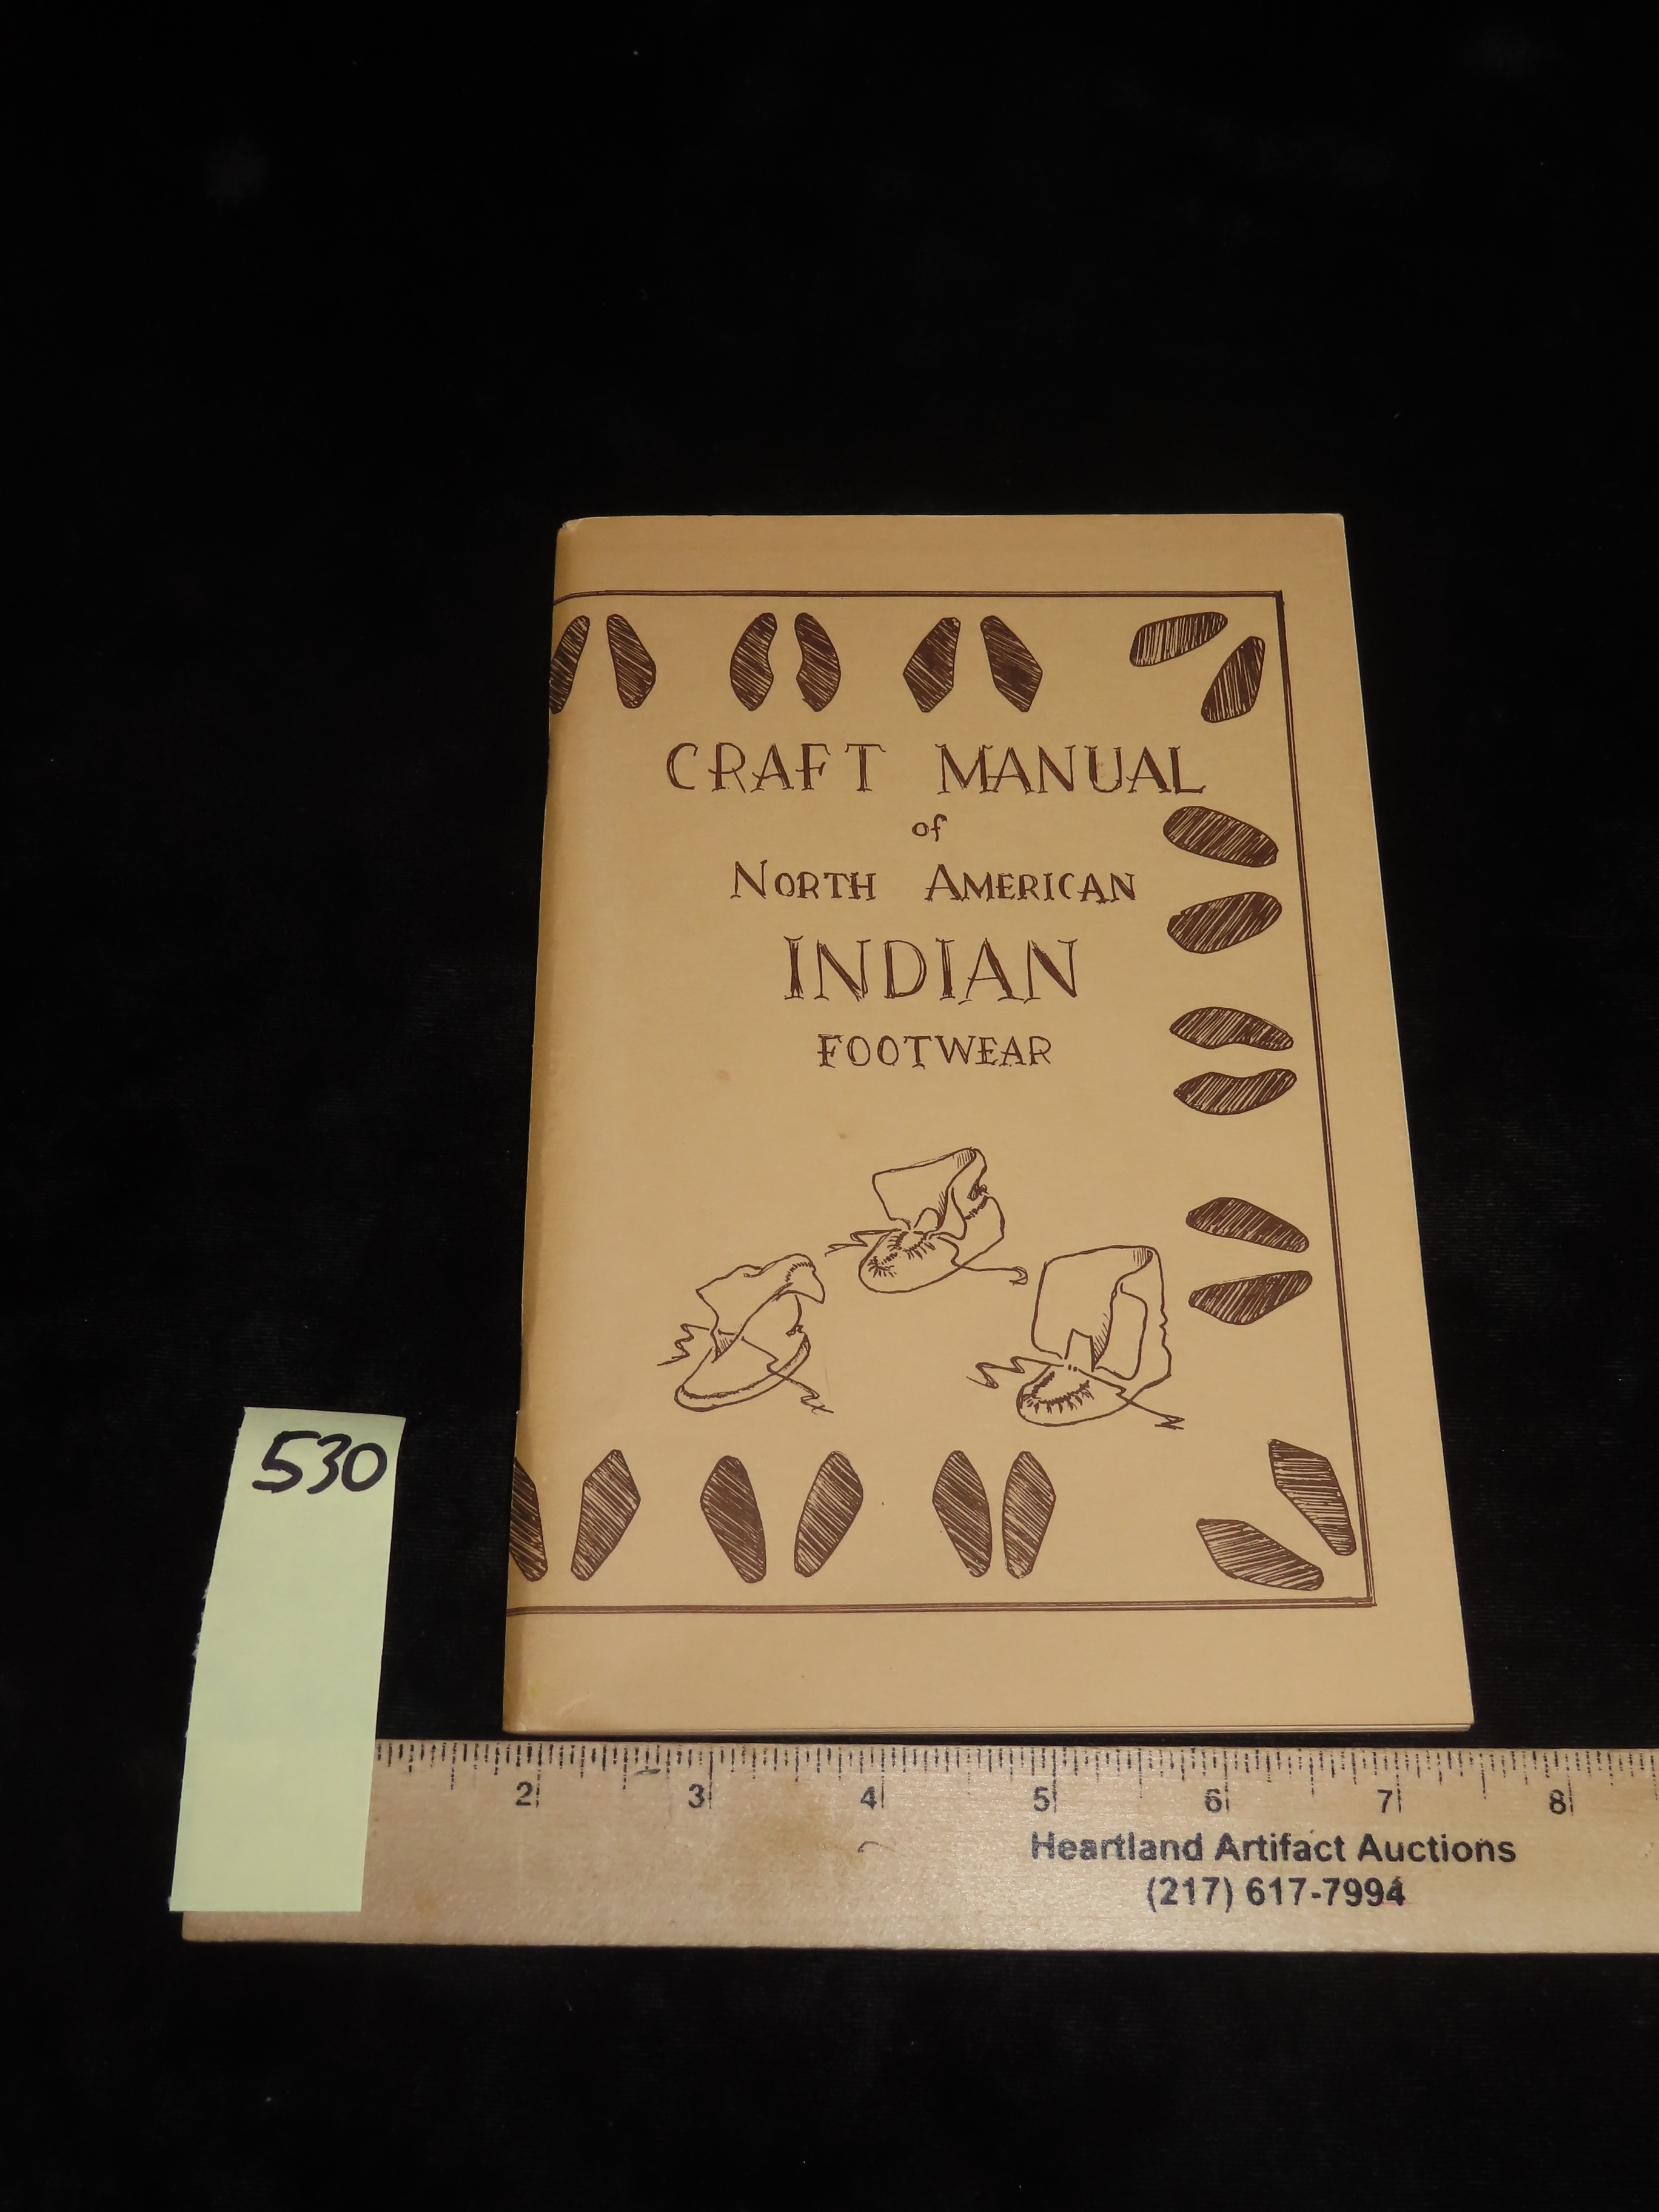 CRAFT MANUAL
of
NORTH AMERICAN
INDIAN
FOOTWEAR
530
2 3 4 5 6 7 8
Heartland Artifact Auctions
(217) 617-7994